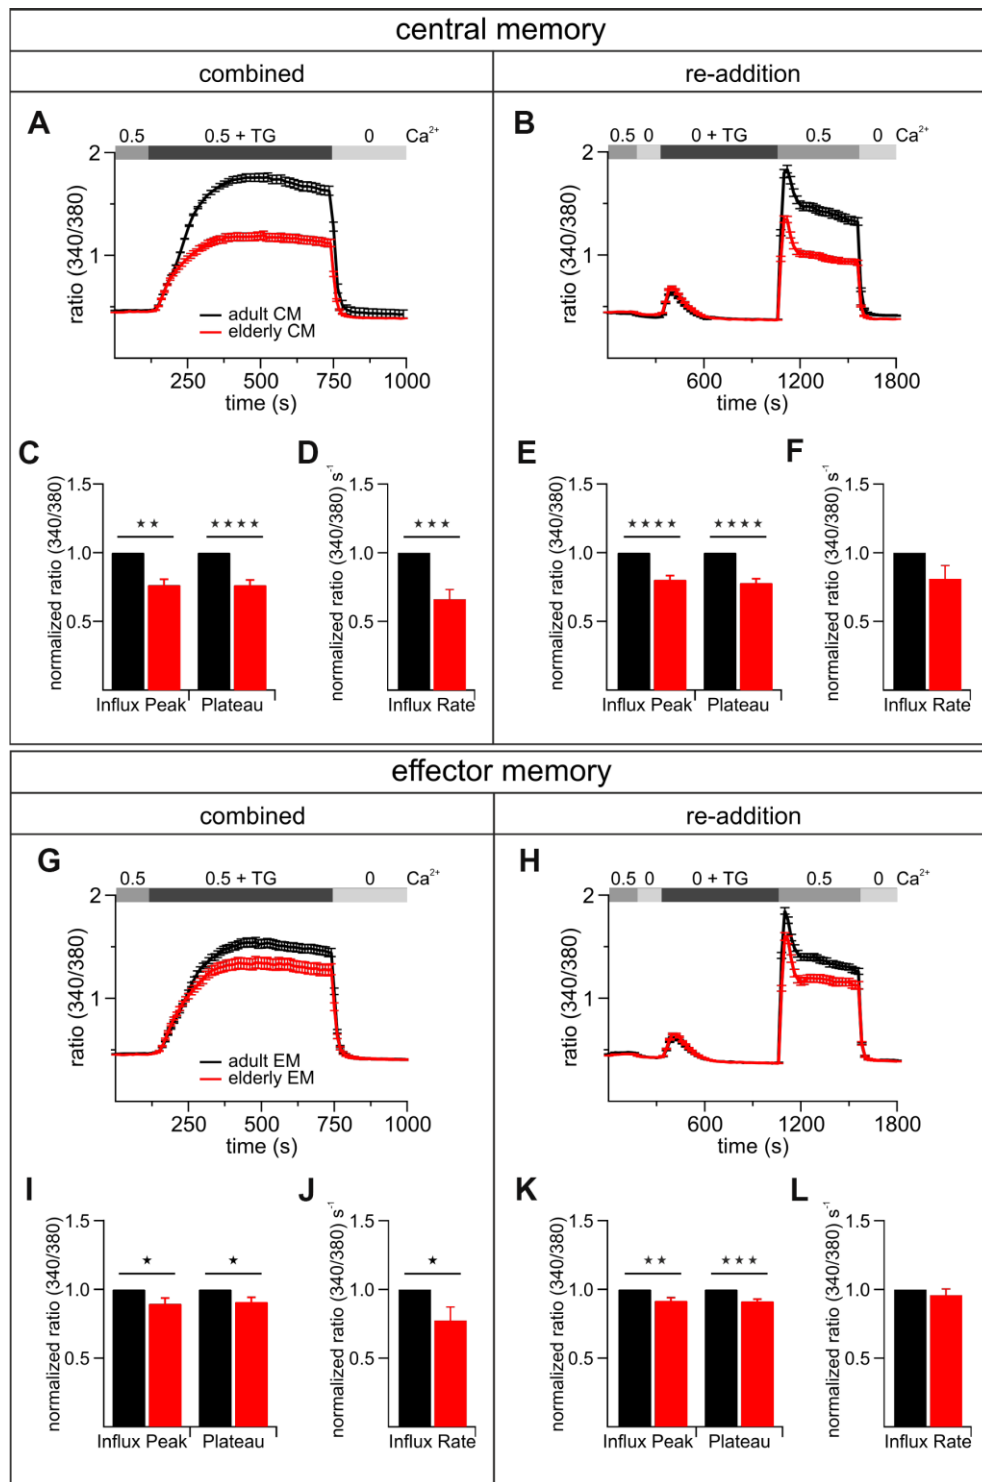 central memory
combined
re-addition
A
0.5 0.5 + TG 0 Ca²⁺
2
1
ratio (340/380)
adult CM
elderly CM
250 500 750 1000
time (s)
B
0.5 0 0 + TG 0.5 0 Ca²⁺
2
1
ratio (340/380)
600 1200 1800
time (s)
C
normalized ratio (340/380)
1.5
1.0
0.5
★★ ★★★★
Influx Peak Plateau
D
normalized ratio (340/380) s⁻¹
1.5
1.0
0.5
★★★
Influx Rate
E
normalized ratio (340/380)
1.5
1.0
0.5
★★★★ ★★★★
Influx Peak Plateau
F
normalized ratio (340/380) s⁻¹
1.5
1.0
0.5
Influx Rate
effector memory
combined
re-addition
G
0.5 0.5 + TG 0 Ca²⁺
2
1
ratio (340/380)
adult EM
elderly EM
250 500 750 1000
time (s)
H
0.5 0 0 + TG 0.5 0 Ca²⁺
2
1
ratio (340/380)
600 1200 1800
time (s)
I
normalized ratio (340/380)
1.5
1.0
0.5
★ ★
Influx Peak Plateau
J
normalized ratio (340/380) s⁻¹
1.5
1.0
0.5
★
Influx Rate
K
normalized ratio (340/380)
1.5
1.0
0.5
★★ ★★★
Influx Peak Plateau
L
normalized ratio (340/380) s⁻¹
1.5
1.0
0.5
Influx Rate